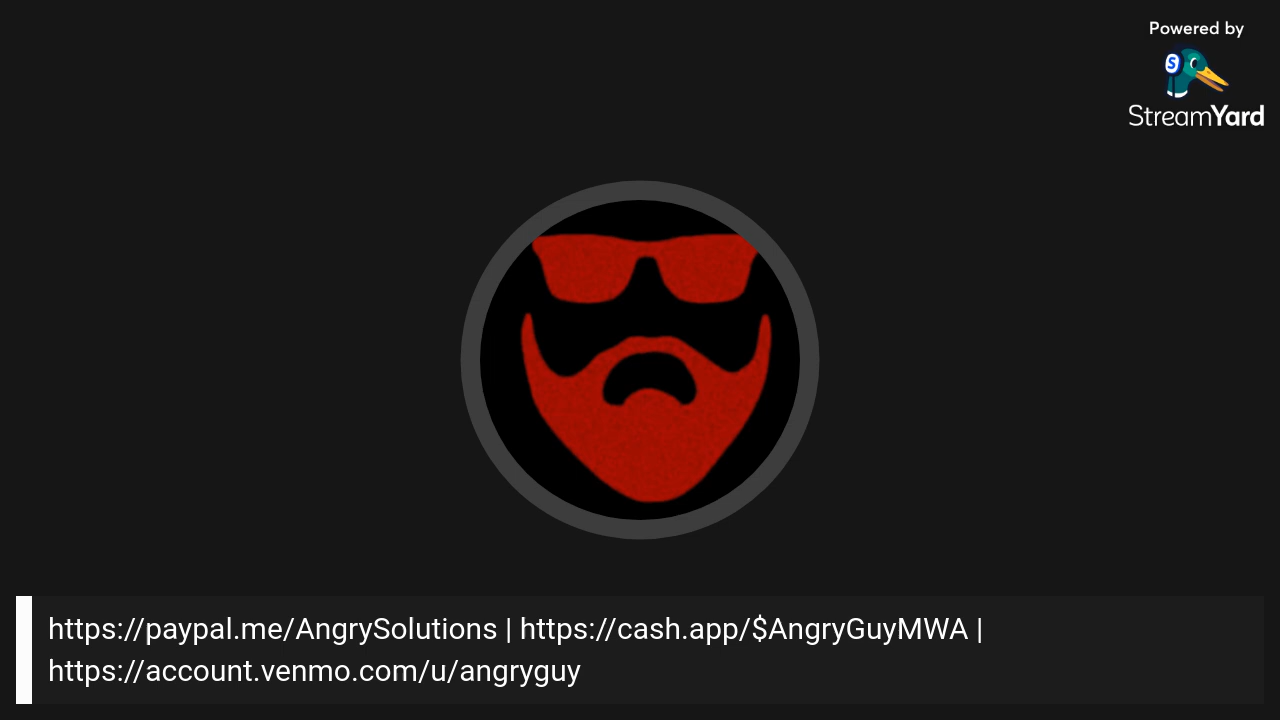 Powered by
S
StreamYard
https://paypal.me/AngrySolutions | https://cash.app/$AngryGuyMWA |
https://account.venmo.com/u/angryguy